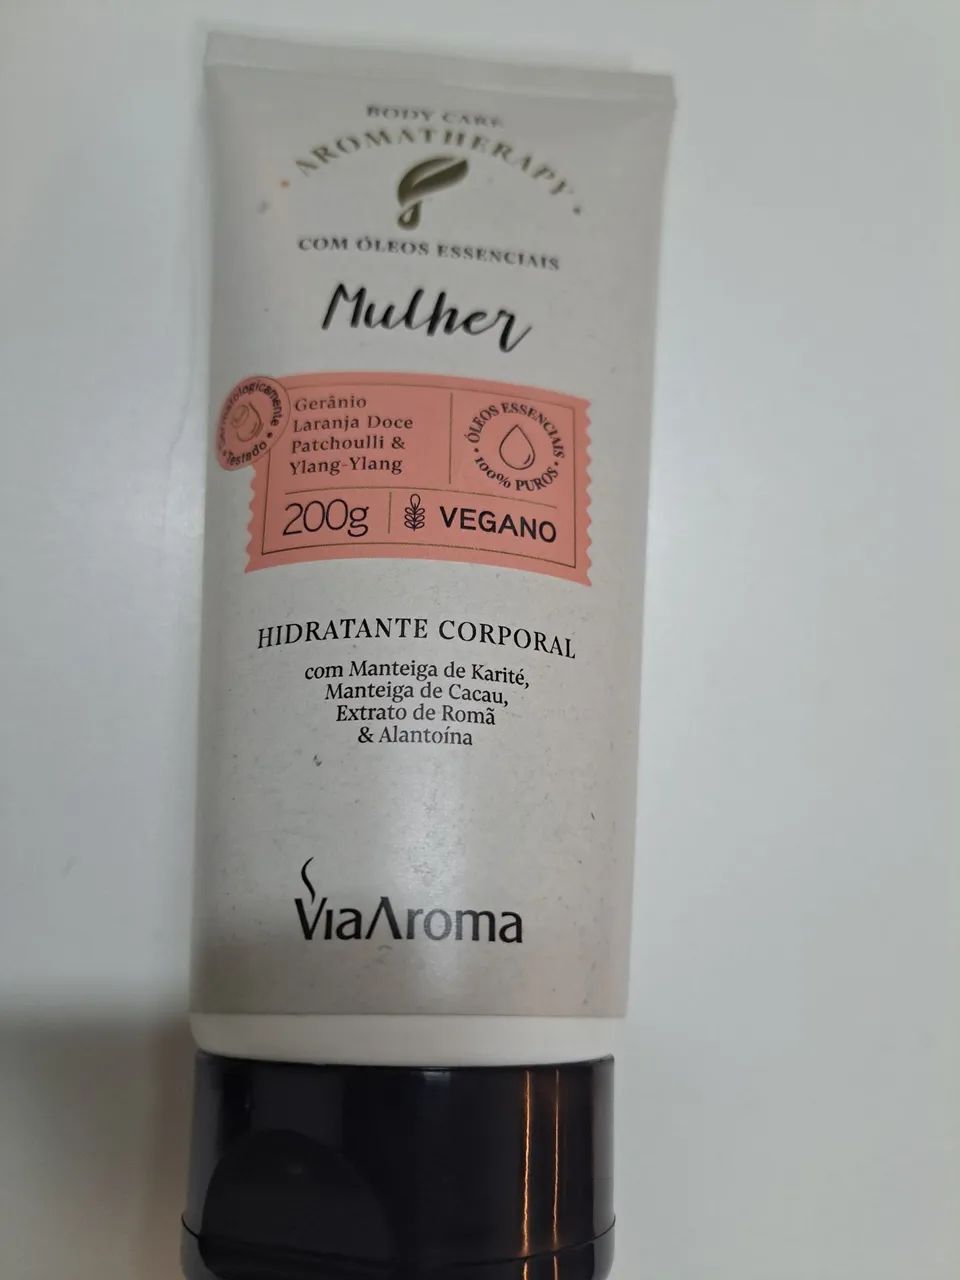 BODY CARE
AROMATHERAPY
COM ÓLEOS ESSENCIAIS
Mulher
Dermatologicamente
Testado
Gerânio
Laranja Doce
Patchoulli &
Ylang-Ylang
ÓLEOS ESSENCIAIS
100% PUROS
200g
VEGANO
HIDRATANTE CORPORAL
com Manteiga de Karité,
Manteiga de Cacau,
Extrato de Romã
& Alantoína
ViaAroma